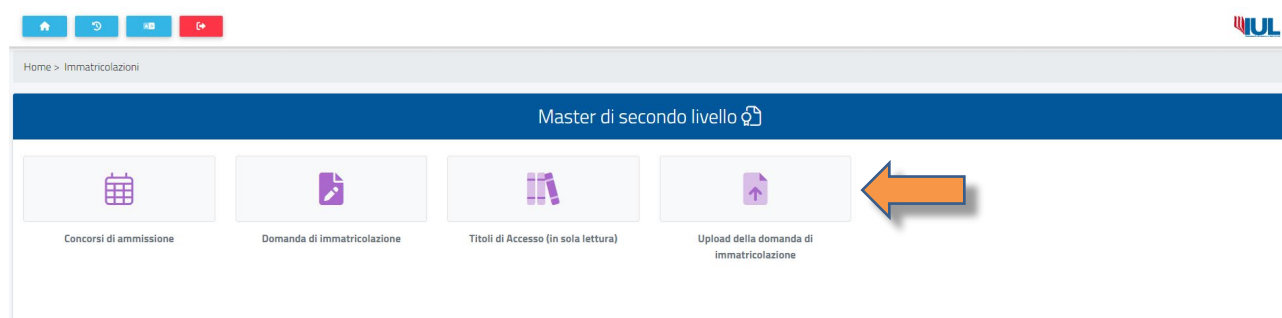 IUL
Home > Immatricolazioni
Master di secondo livello
Concorsi di ammissione
Domanda di immatricolazione
Titoli di Accesso (in sola lettura)
Upload della domanda di
immatricolazione